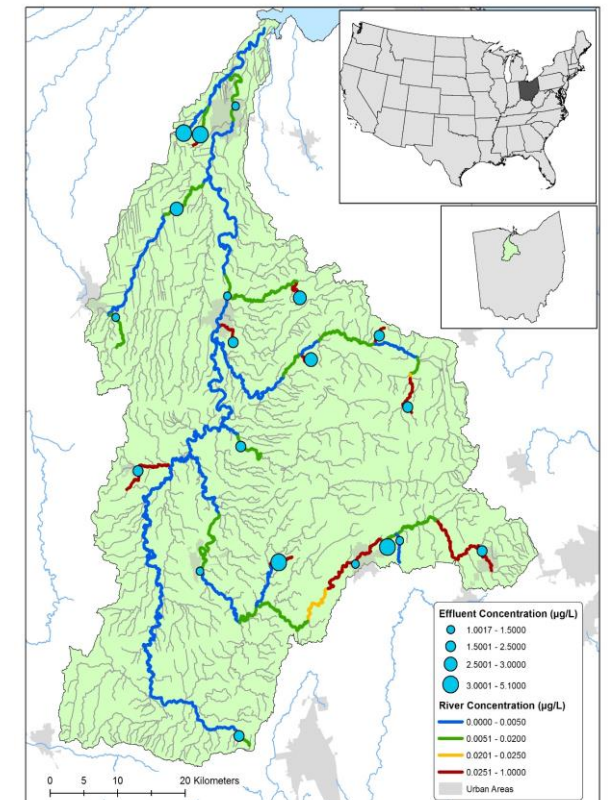 Effluent Concentration (µg/L)
1.0017 - 1.5000
1.5001 - 2.5000
2.5001 - 3.0000
3.0001 - 5.1000
River Concentration (µg/L)
0.0000 - 0.0050
0.0051 - 0.0200
0.0201 - 0.0250
0.0251 - 1.0000
Urban Areas
0 5 10 20 Kilometers